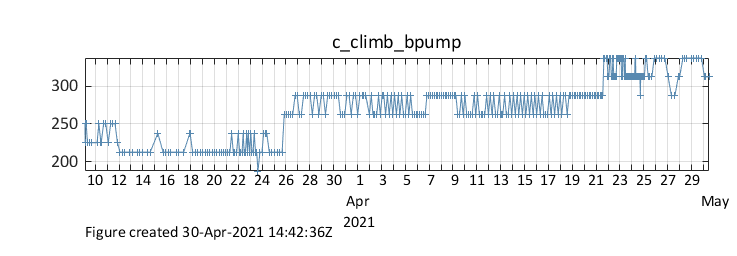 c_climb_bpump
300
250
200
10 12 14 16 18 20 22 24 26 28 30 1 3 5 7 9 11 13 15 17 19 21 23 25 27 29
Apr May
2021
Figure created 30-Apr-2021 14:42:36Z